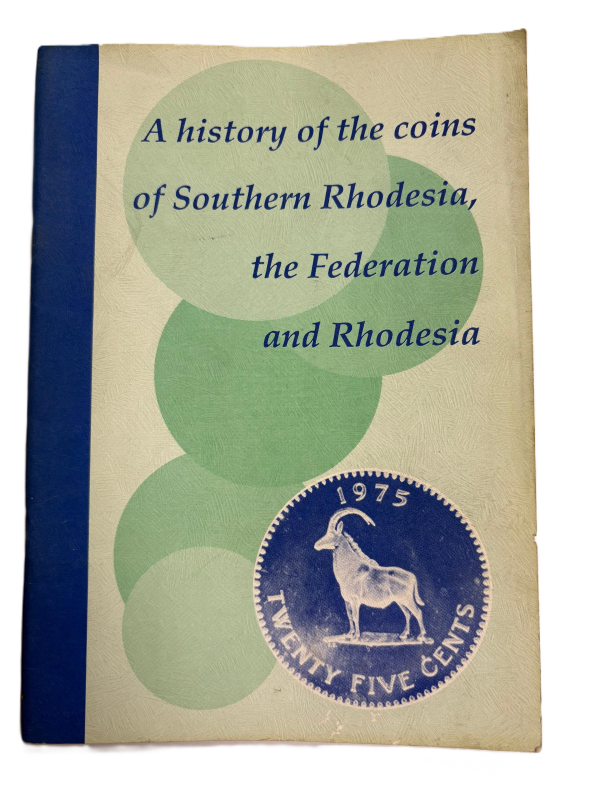 A history of the coins
of Southern Rhodesia,
the Federation
and Rhodesia
1975
TWENTY FIVE CENTS